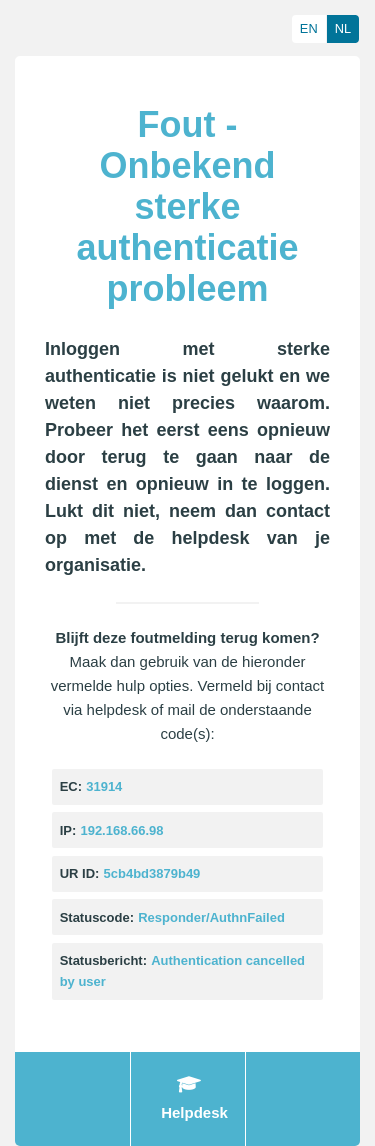 EN NL
Fout -
Onbekend
sterke
authenticatie
probleem
Inloggen met sterke
authenticatie is niet gelukt en we
weten niet precies waarom.
Probeer het eerst eens opnieuw
door terug te gaan naar de
dienst en opnieuw in te loggen.
Lukt dit niet, neem dan contact
op met de helpdesk van je
organisatie.
Blijft deze foutmelding terug komen?
Maak dan gebruik van de hieronder
vermelde hulp opties. Vermeld bij contact
via helpdesk of mail de onderstaande
code(s):
EC: 31914
IP: 192.168.66.98
UR ID: 5cb4bd3879b49
Statuscode: Responder/AuthnFailed
Statusbericht: Authentication cancelled
by user
Helpdesk